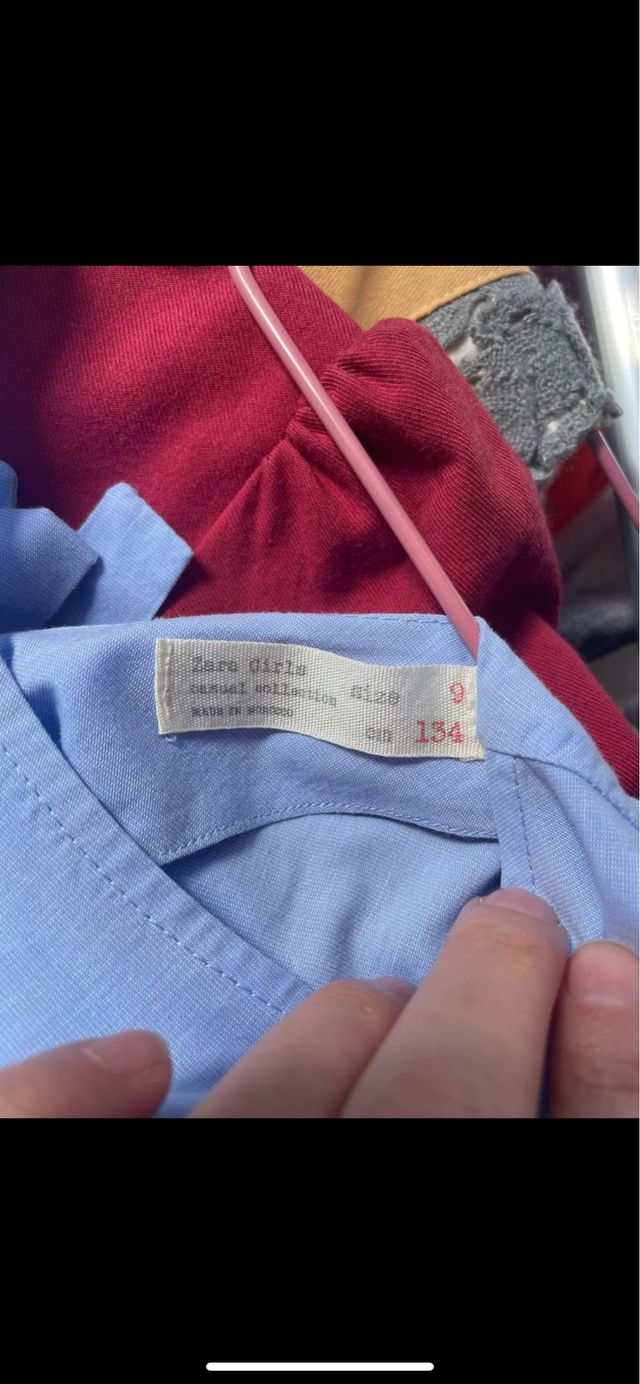 Zara Girls
casual collection
MADE IN MOROCCO
size 9
cm 134